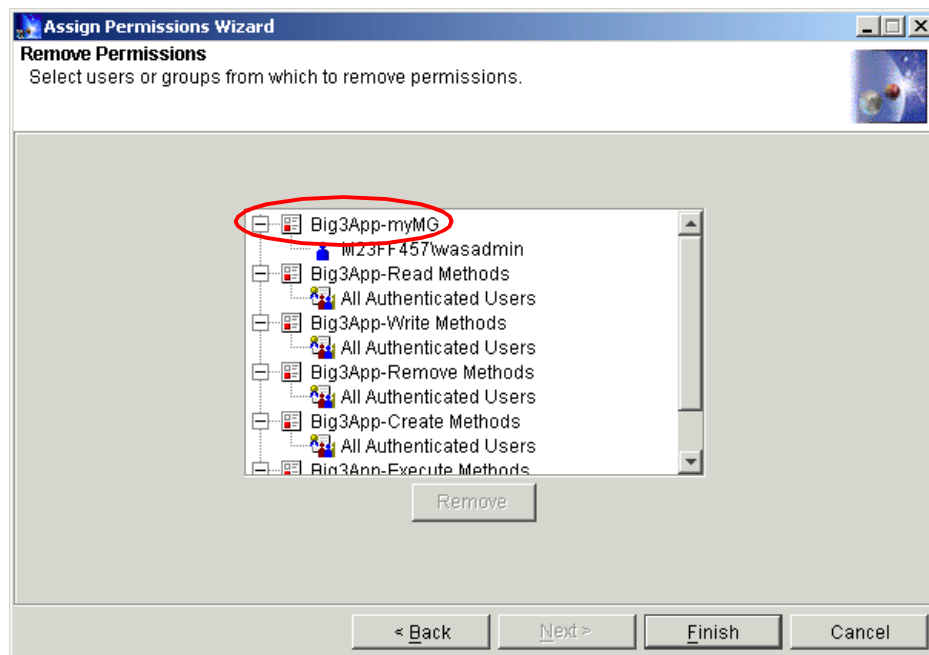 Assign Permissions Wizard
Remove Permissions
Select users or groups from which to remove permissions.
Big3App-myMG
M23FF457\wasadmin
Big3App-Read Methods
All Authenticated Users
Big3App-Write Methods
All Authenticated Users
Big3App-Remove Methods
All Authenticated Users
Big3App-Create Methods
All Authenticated Users
Big3App-Execute Methods
Remove
< Back Next > Finish Cancel